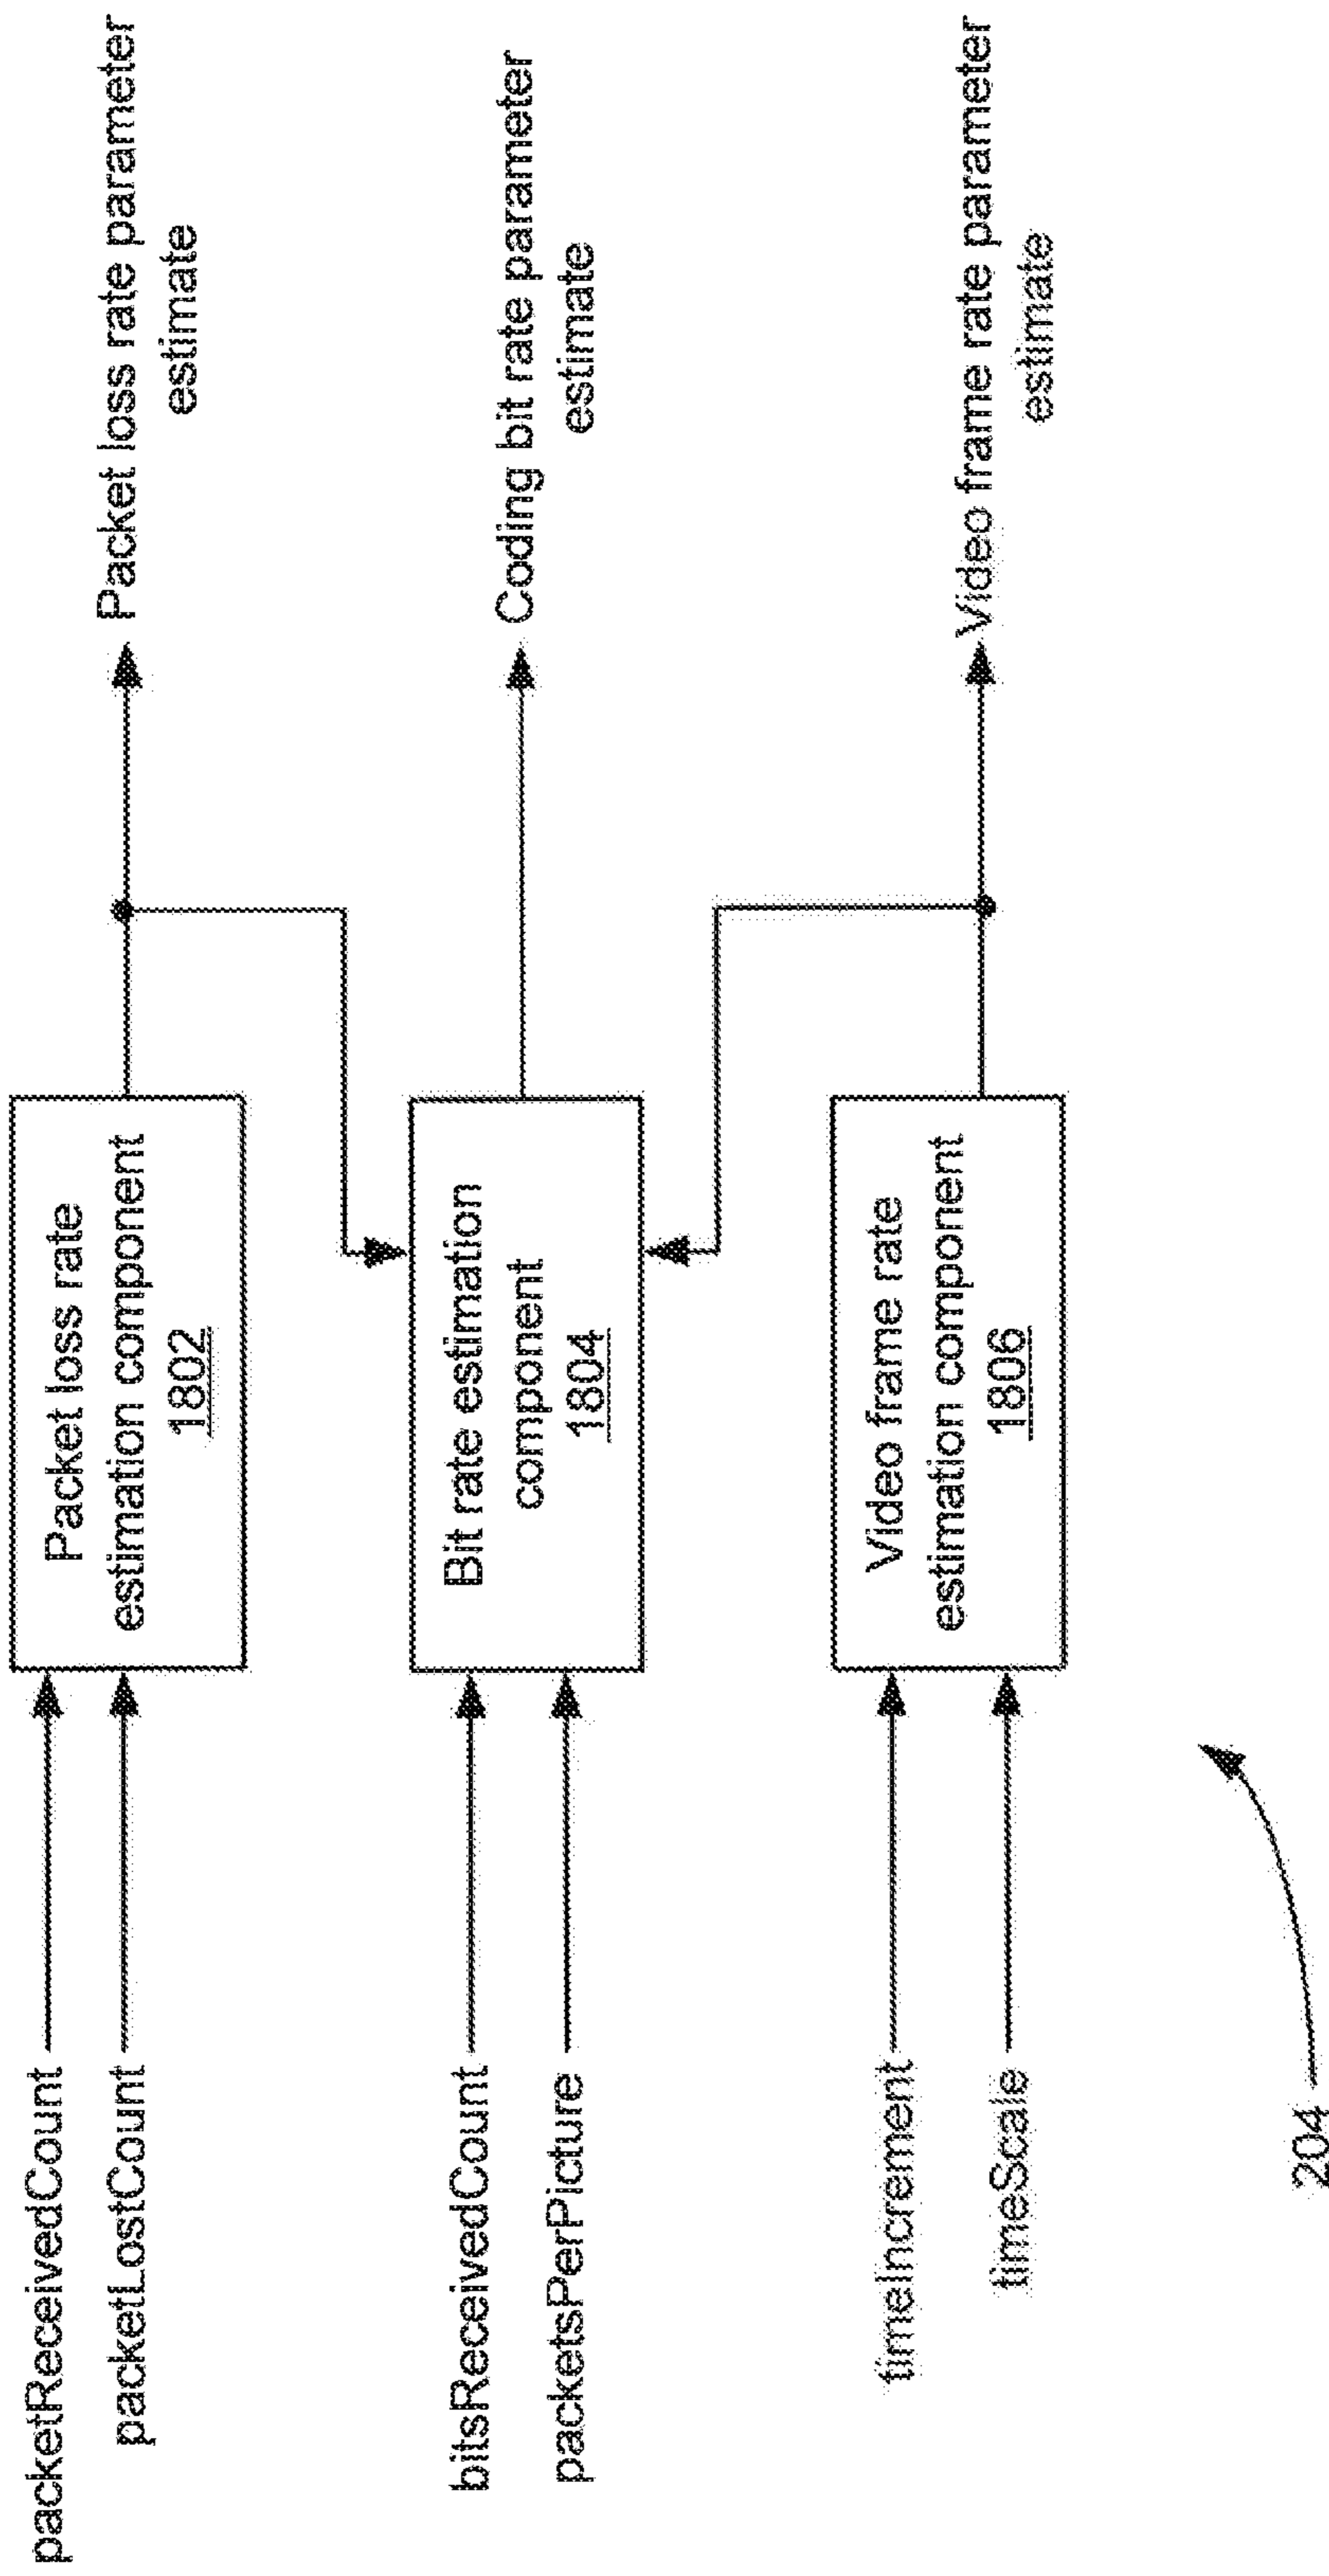 packetReceivedCount
packetLostCount
Packet loss rate
estimation component
1802
Packet loss rate parameter
estimate
bitsReceivedCount
packetsPerPicture
Bit rate estimation
component
1804
Coding bit rate parameter
estimate
timeIncrement
timeScale
Video frame rate
estimation component
1806
Video frame rate parameter
estimate
204